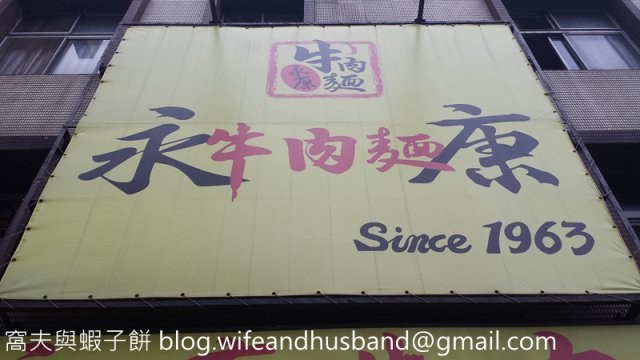 牛肉麵
永康
永牛肉麵康
Since 1963
窩夫與蝦子餅 blog.wifeandhusband@gmail.com